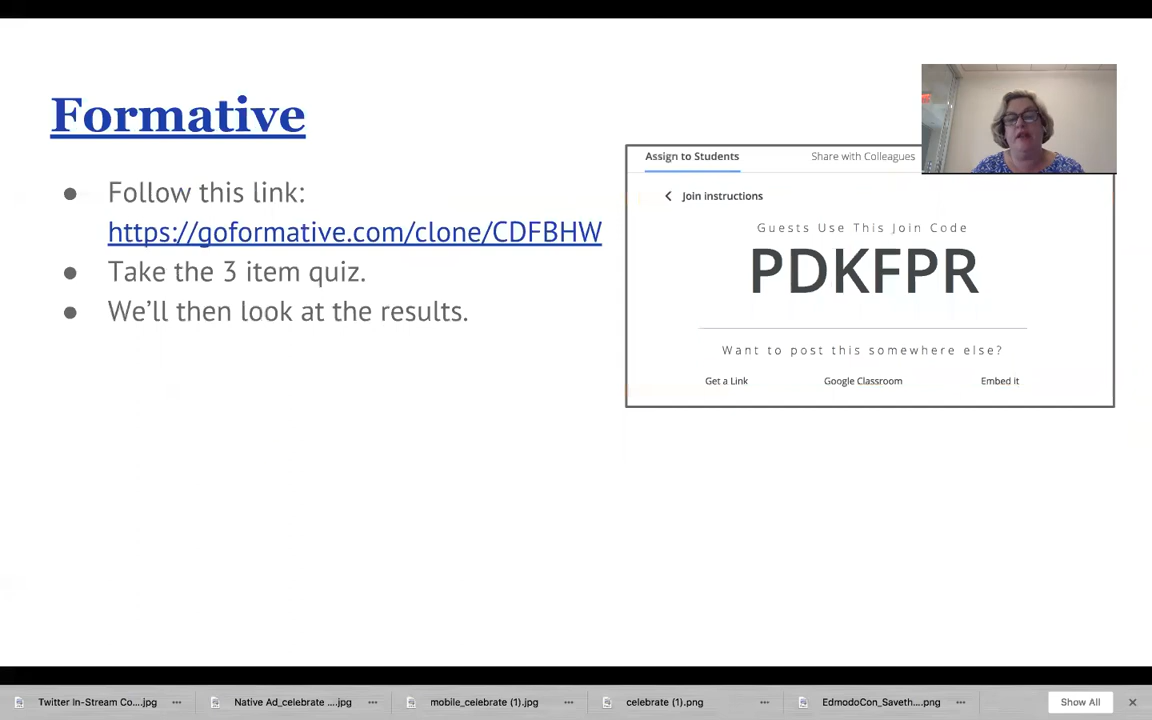 Formative
● Follow this link:
https://goformative.com/clone/CDFBHW
● Take the 3 item quiz.
● We’ll then look at the results.
Assign to Students
Share with Colleagues
Join instructions
Guests Use This Join Code
PDKFPR
Want to post this somewhere else?
Get a Link
Google Classroom
Embed it
Twitter In-Stream Co....jpg
Native Ad_celebrate ....jpg
mobile_celebrate (1).jpg
celebrate (1).png
EdmodoCon_Saveth....png
Show All